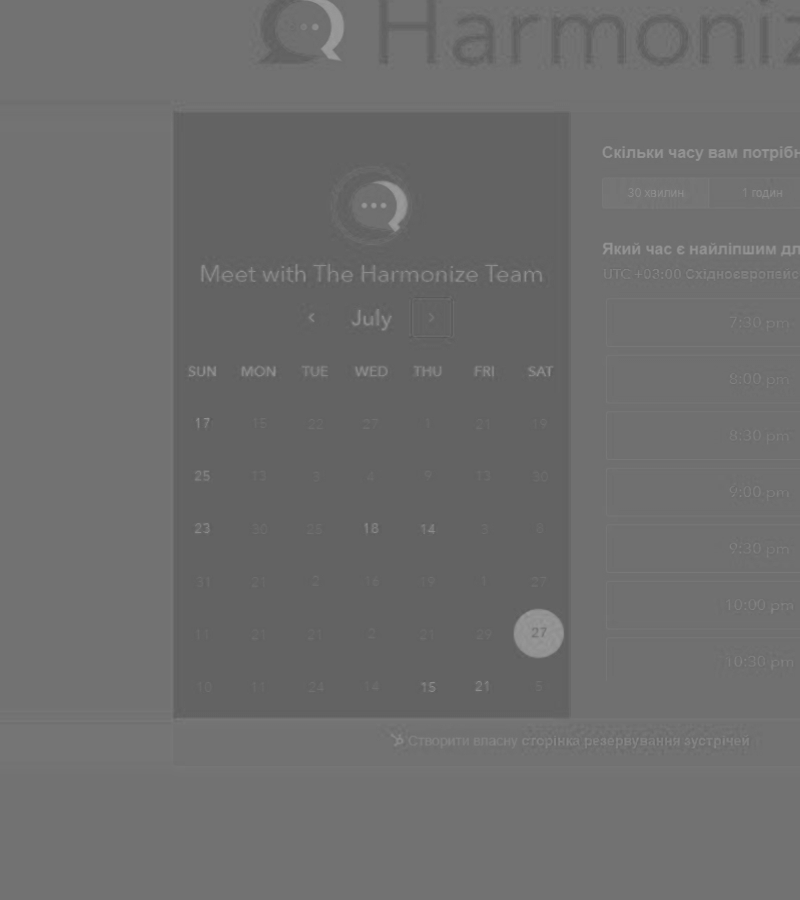 Harmoniz
Meet with The Harmonize Team
‹ July ›
SUN MON TUE WED THU FRI SAT
17 15 22 27 1 21 19
25 13 3 4 9 13 30
23 30 25 18 14 3 8
31 21 2 16 19 1 27
11 21 21 2 21 29 27
10 11 24 14 15 21 5
Скільки часу вам потрібн
30 хвилин 1 годин
Який час є найліпшим дл
UTC +03:00 Східноєвропейс
7:30 pm
8:00 pm
8:30 pm
9:00 pm
9:30 pm
10:00 pm
10:30 pm
Створити власну сторінка резервування зустрічей